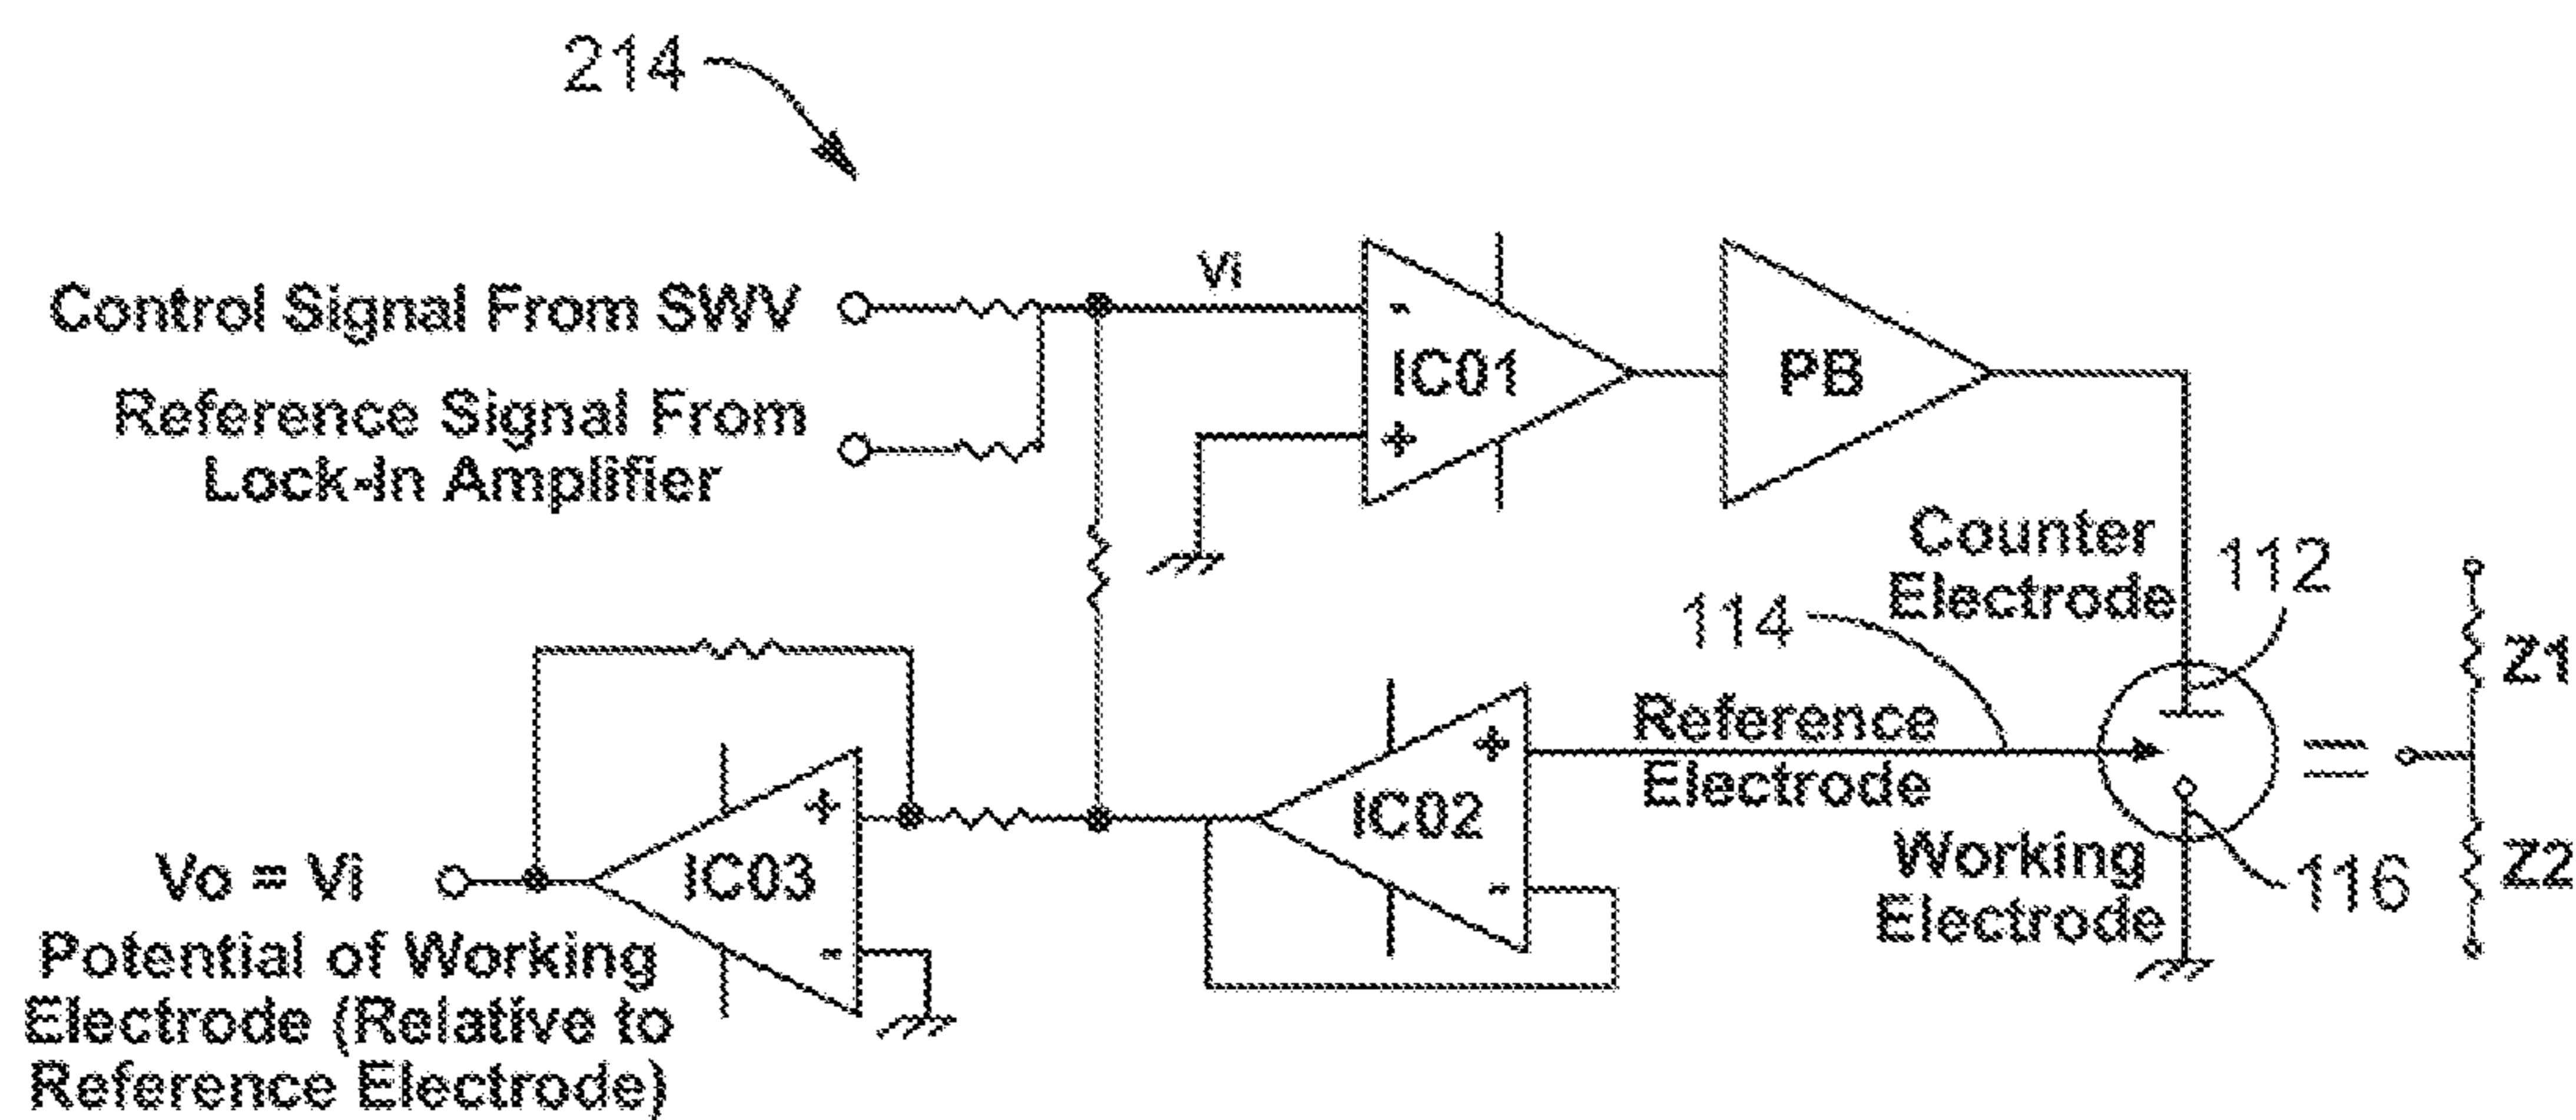 214
Control Signal From SWV
Vi
-
IC01
+
PB
Reference Signal From
Lock-In Amplifier
Counter
Electrode
112
114
Z1
Reference
Electrode
+
IC02
-
+
IC03
-
Vo = Vi
Working
Electrode
116
Z2
Potential of Working
Electrode (Relative to
Reference Electrode)